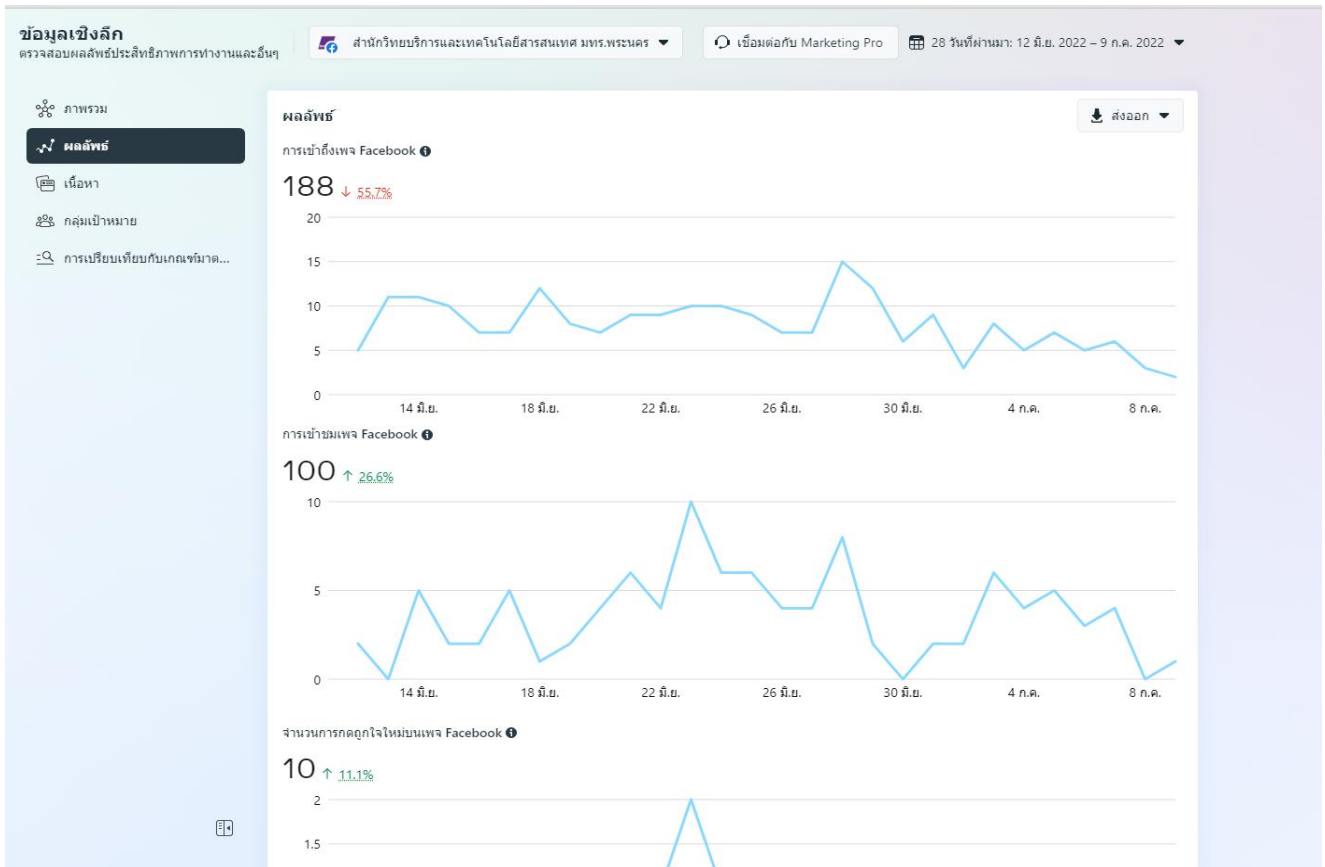 ข้อมูลเชิงลึก
ตรวจสอบผลลัพธ์ประสิทธิภาพการทำงานและอื่นๆ
สำนักวิทยบริการและเทคโนโลยีสารสนเทศ มทร.พระนคร
เชื่อมต่อกับ Marketing Pro
28 วันที่ผ่านมา: 12 มิ.ย. 2022 – 9 ก.ค. 2022
ภาพรวม
ผลลัพธ์
เนื้อหา
กลุ่มเป้าหมาย
การเปรียบเทียบกับเกณฑ์มาต...
ผลลัพธ์
ส่งออก
การเข้าถึงเพจ Facebook
188 ↓ 55.7%
20
15
10
5
0
14 มิ.ย. 18 มิ.ย. 22 มิ.ย. 26 มิ.ย. 30 มิ.ย. 4 ก.ค. 8 ก.ค.
การเข้าชมเพจ Facebook
100 ↑ 26.6%
10
5
0
14 มิ.ย. 18 มิ.ย. 22 มิ.ย. 26 มิ.ย. 30 มิ.ย. 4 ก.ค. 8 ก.ค.
จำนวนการกดถูกใจใหม่บนเพจ Facebook
10 ↑ 11.1%
2
1.5